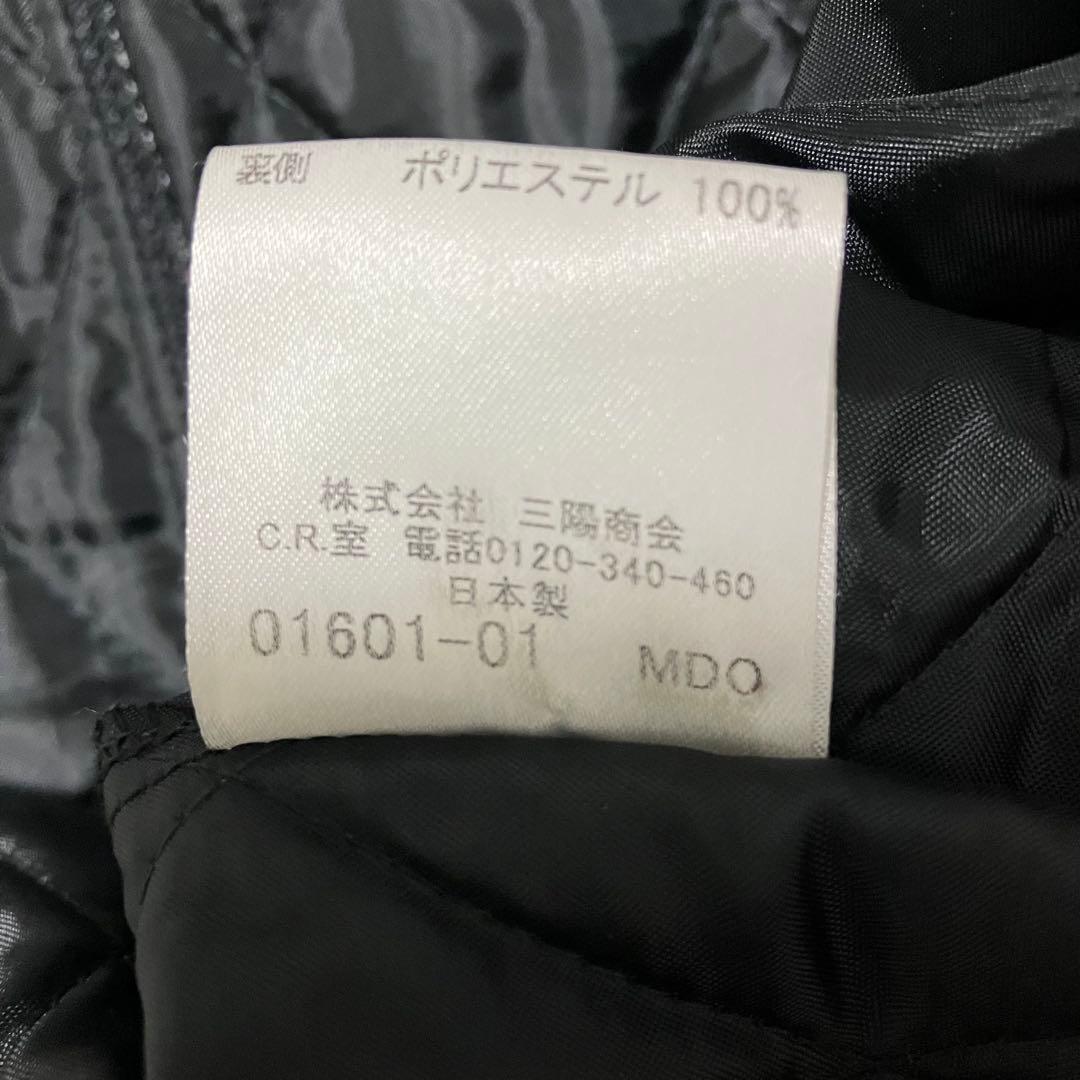 裏側 ポリエステル 100%
株式会社 三陽商会
C.R.室 電話0120-340-460
日本製
01601-01 MDO